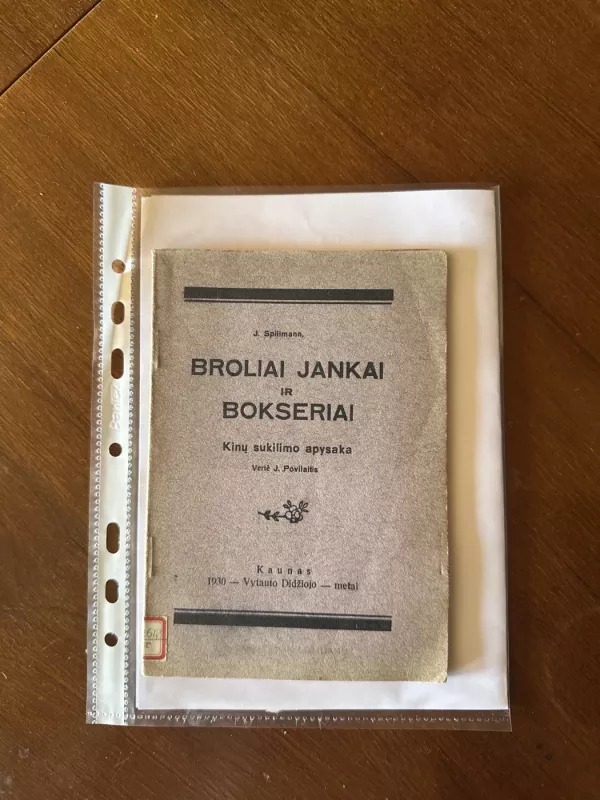 J. Spillmann,
BROLIAI JANKAI
IR
BOKSERIAI
Kinų sukilimo apysaka
Vertė J. Povilaitis
Kaunas
1930 — Vytauto Didžiojo — metai